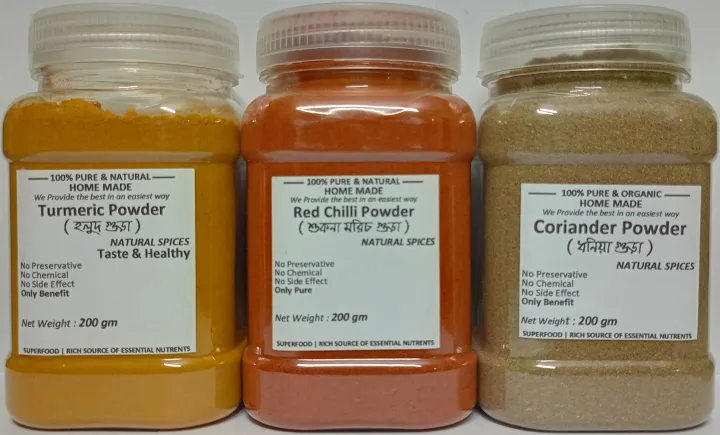 100% PURE & NATURAL
HOME MADE
We Provide the best in an easiest way
Turmeric Powder
( হলুদ গুড়া )
NATURAL SPICES
Taste & Healthy
No Preservative
No Chemical
No Side Effect
Only Benefit
Net Weight : 200 gm
SUPERFOOD | RICH SOURCE OF ESSENTIAL NUTRENTS
100% PURE & NATURAL
HOME MADE
We Provide the best in an easiest way
Red Chilli Powder
( শুকনা মরিচ গুড়া )
NATURAL SPICES
No Preservative
No Chemical
No Side Effect
Only Pure
Net Weight : 200 gm
SUPERFOOD | RICH SOURCE OF ESSENTIAL NUTRENTS
100% PURE & ORGANIC
HOME MADE
We Provide the best in an easiest way
Coriander Powder
( ধনিয়া গুড়া )
NATURAL SPICES
No Preservative
No Chemical
No Side Effect
Only Benefit
Net Weight : 200 gm
SUPERFOOD | RICH SOURCE OF ESSENTIAL NUTRENTS